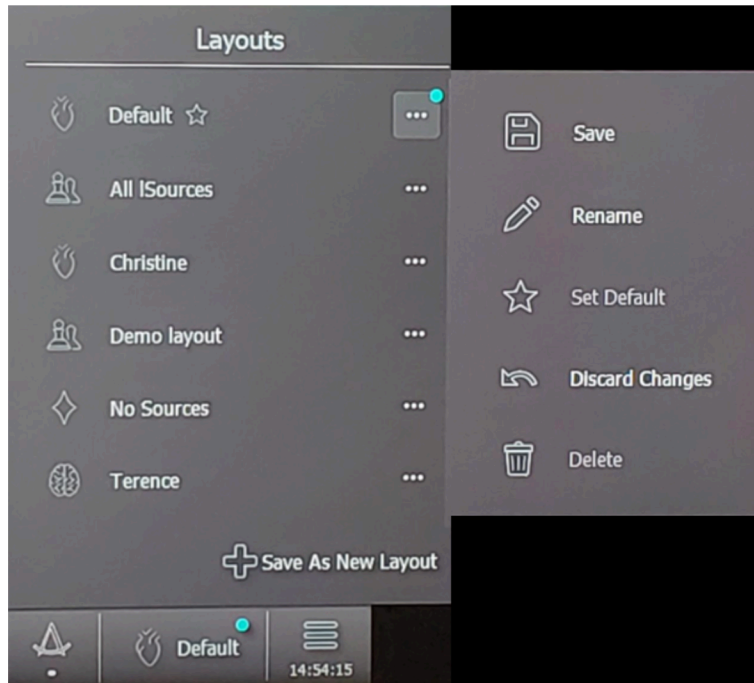 Layouts
Default
All ISources
Christine
Demo layout
No Sources
Terence
Save As New Layout
Save
Rename
Set Default
Discard Changes
Delete
Default
14:54:15